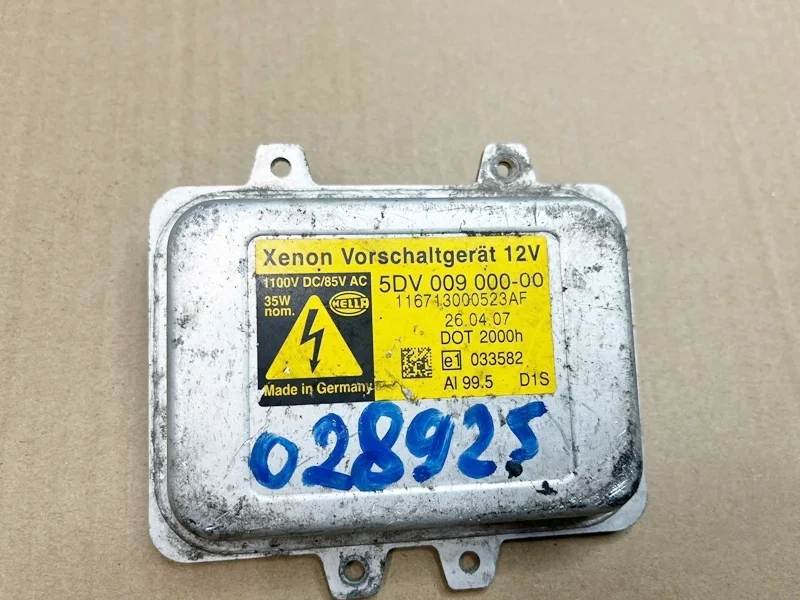 Xenon Vorschaltgerät 12V
1100V DC/85V AC
35W
nom.
HELLA
Made in Germany
5DV 009 000-00
116713000523AF
26.04.07
DOT 2000h
e1 033582
Al 99.5 D1S
028925